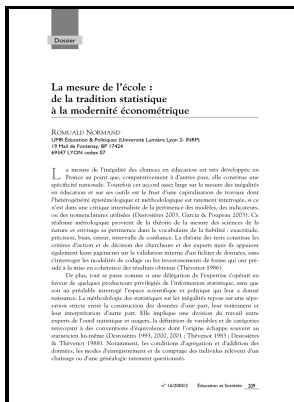 Dossier
La mesure de l'école :
de la tradition statistique
à la modernité économétrique
ROMUALD NORMAND
UMR Éducation & Politiques (Université Lumière Lyon 2- INRP)
19 Mail de Fontenay, BP 17424
69347 LYON cedex 07
La mesure de l'inégalité des chances en éducation est très développée en
France au point que, comparativement à d'autres pays, elle constitue une
spécificité nationale. Toutefois cet accord assez large sur la mesure des inégalités
en éducation et sur ses outils est le fruit d'une capitalisation de travaux dont
l'hétérogénéité épistémologique et méthodologique est rarement interrogée, si ce
n'est dans une critique internaliste de la pertinence des modèles, des indicateurs,
ou des nomenclatures utilisées (Desrosières 2003, Garcia & Poupeau 2003). Ce
réalisme métrologique provient de la théorie de la mesure des sciences de la
nature et envisage sa pertinence dans le vocabulaire de la fiabilité : exactitude,
précision, biais, erreur, intervalle de confiance. La théorie des tests constitue les
critères d'action et de décision des chercheurs et des experts mais ils appuient
également leurs jugements sur la validation interne d'un fichier de données, sans
s'interroger les modalités de codage ou les investissements de forme qui ont pré-
sidé à la mise en cohérence des résultats obtenus (Thévenot 1986).
De plus, tout se passe comme si une délégation de l'expertise s'opérait en
faveur de quelques producteurs privilégiés de l'information statistique, sans que
soit au préalable interrogé l'espace scientifique et politique qui leur a donné
naissance. La méthodologie des statistiques sur les inégalités repose sur une sépa-
ration stricte entre la construction des données d'une part, leur traitement et
leur interprétation d'autre part. Elle implique une division du travail entre
experts de l'outil statistique et usagers, la définition de variables et de catégories
renvoyant à des conventions d'équivalence dont l'origine échappe souvent au
statisticien lui-même (Desrosières 1993, 2000, 2001 ; Thévenot 1983 ; Desrosières
& Thévenot 1988). Notamment, les conditions d'agrégation et d'addition des
données, les modes d'enregistrement et de comptage des individus relèvent d'un
chaînage ou d'une généalogie rarement questionnés.
n° 16/2005/2 Éducation et Sociétés 209